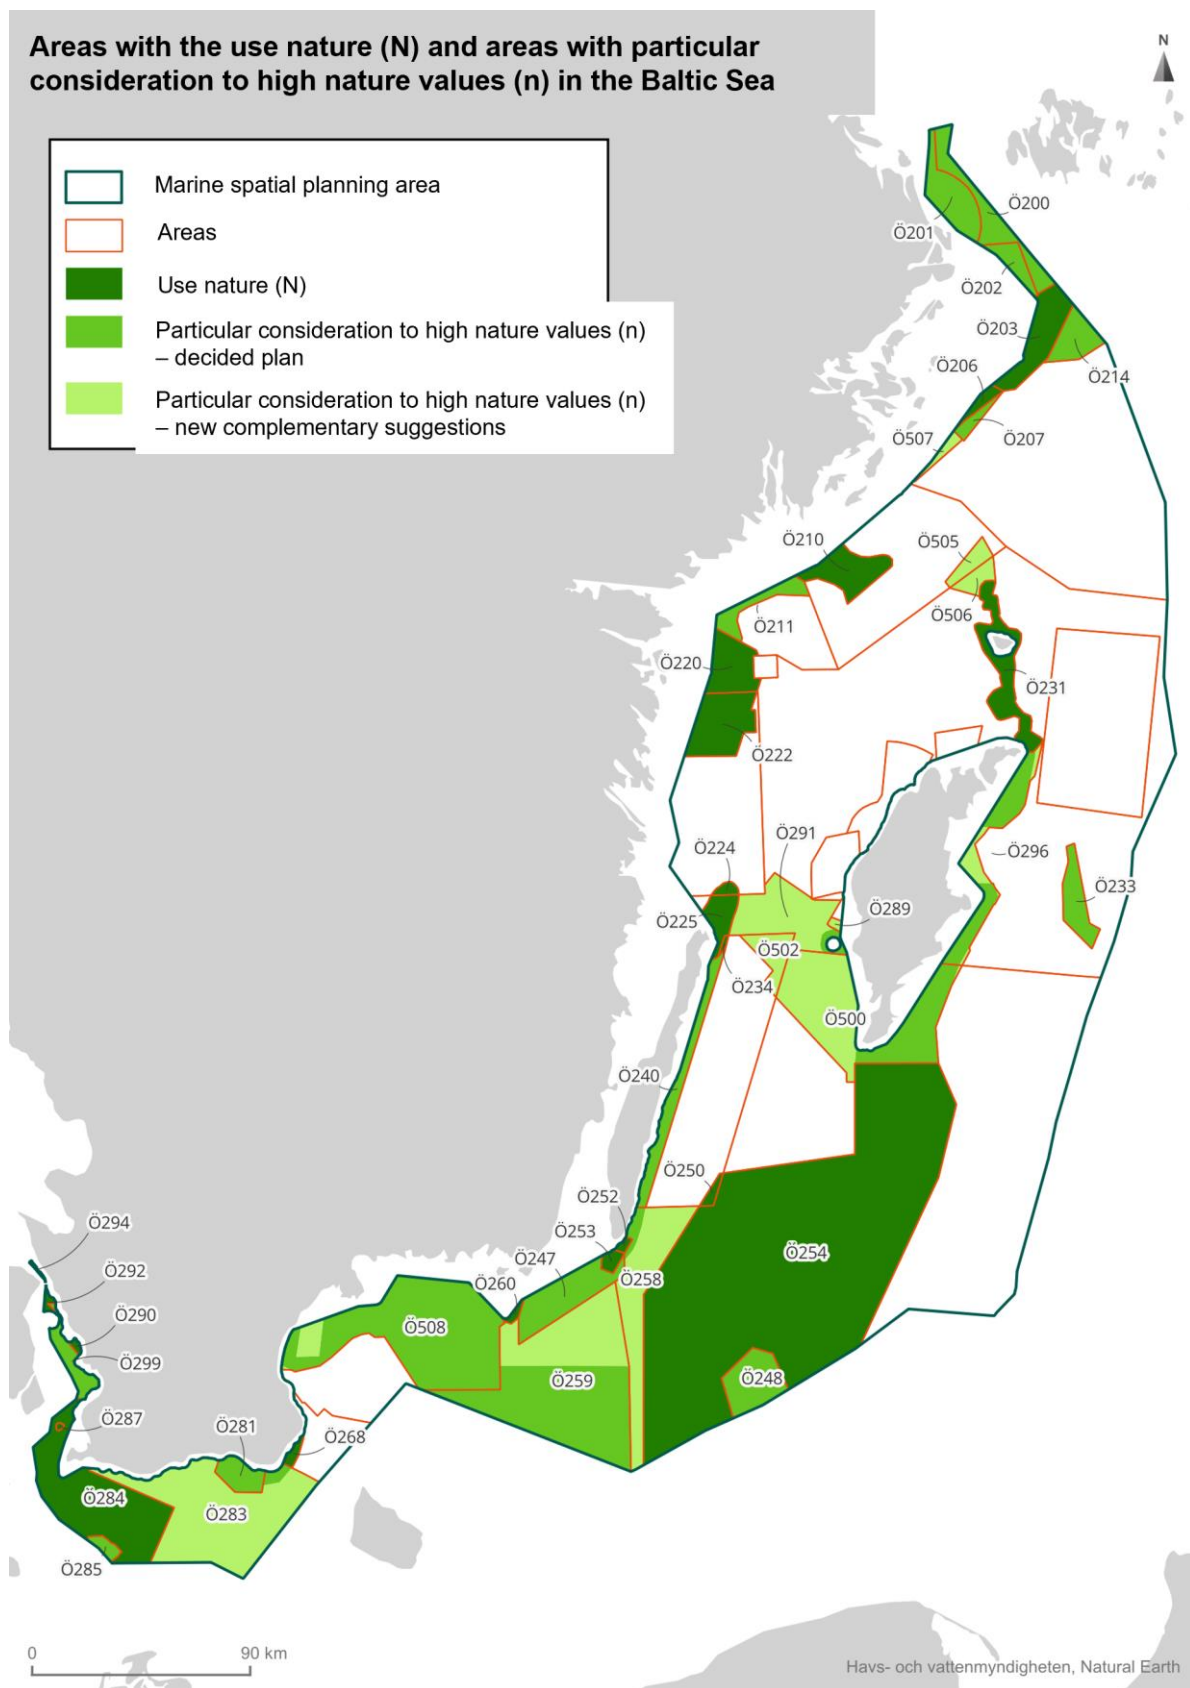 Areas with the use nature (N) and areas with particular
consideration to high nature values (n) in the Baltic Sea
N
Marine spatial planning area
Areas
Use nature (N)
Particular consideration to high nature values (n)
– decided plan
Particular consideration to high nature values (n)
– new complementary suggestions
Ö200
Ö201
Ö202
Ö203
Ö206
Ö214
Ö507
Ö207
Ö210
Ö505
Ö506
Ö211
Ö220
Ö231
Ö222
Ö291
Ö224
Ö296
Ö233
Ö225
Ö289
Ö502
Ö234
Ö500
Ö240
Ö250
Ö252
Ö253
Ö247
Ö254
Ö258
Ö260
Ö294
Ö292
Ö290
Ö508
Ö299
Ö259
Ö248
Ö287
Ö281
Ö268
Ö284
Ö283
Ö285
0 90 km
Havs- och vattenmyndigheten, Natural Earth